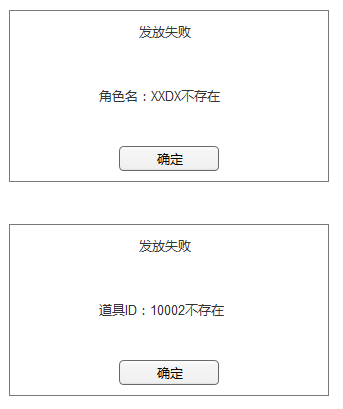 发放失败
角色名：XXDX不存在
确定
发放失败
道具ID：10002不存在
确定